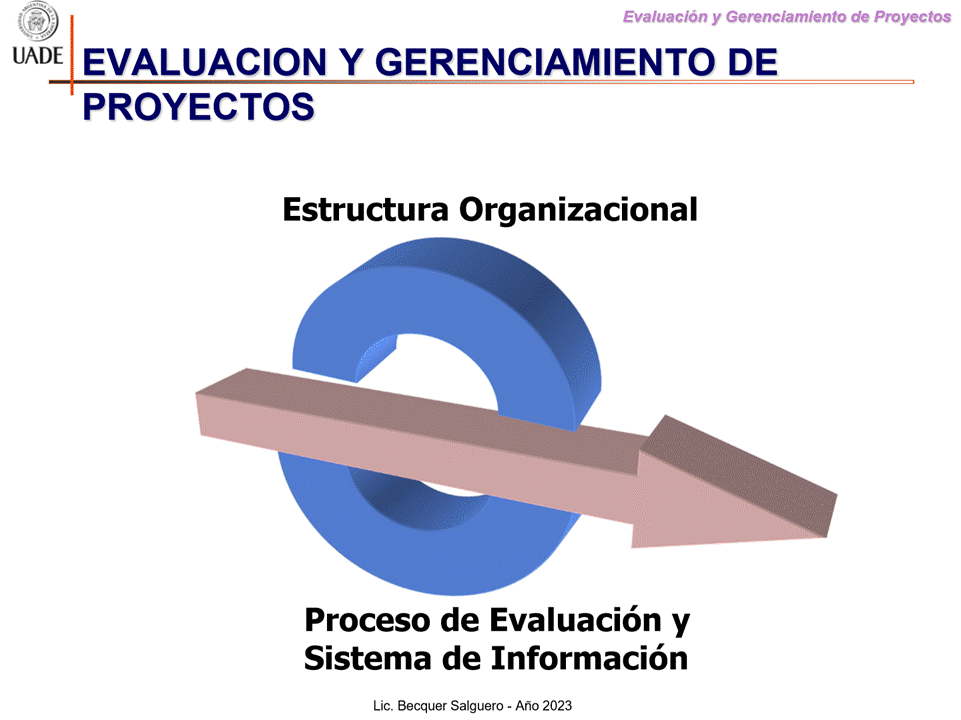 Evaluación y Gerenciamiento de Proyectos
UADE
EVALUACION Y GERENCIAMIENTO DE
PROYECTOS
Estructura Organizacional
Proceso de Evaluación y
Sistema de Información
Lic. Becquer Salguero - Año 2023